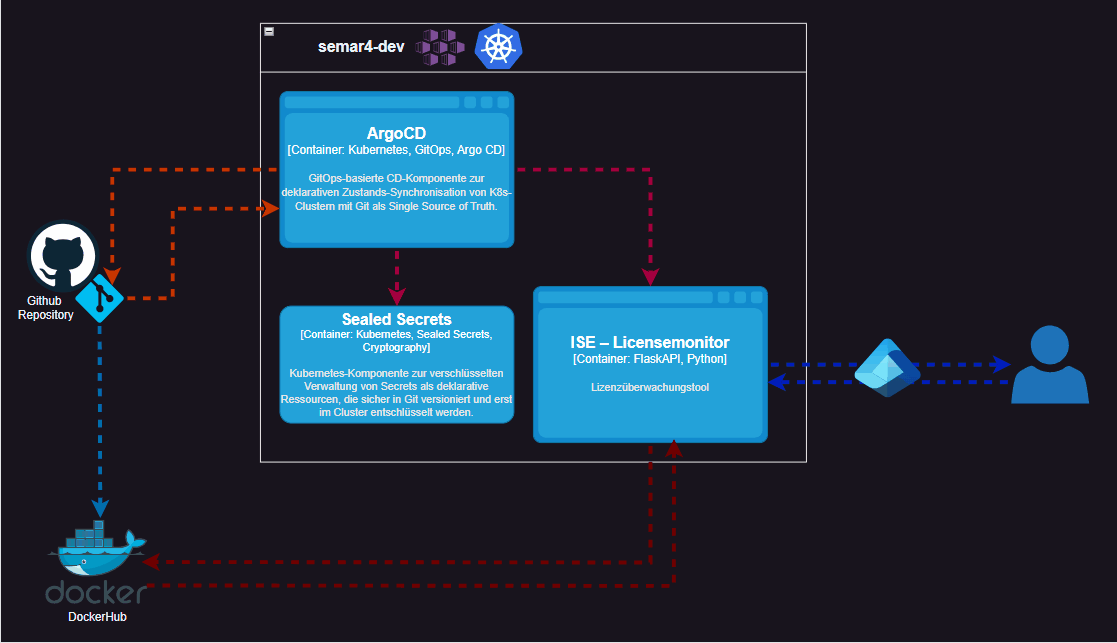 semar4-dev
ArgoCD
[Container: Kubernetes, GitOps, Argo CD]
GitOps-basierte CD-Komponente zur
deklarativen Zustands-Synchronisation von K8s-
Clustern mit Git als Single Source of Truth.
Github
Repository
Sealed Secrets
[Container: Kubernetes, Sealed Secrets,
Cryptography]
Kubernetes-Komponente zur verschlüsselten
Verwaltung von Secrets als deklarative
Ressourcen, die sicher in Git versioniert und erst
im Cluster entschlüsselt werden.
ISE – Licensemonitor
[Container: FlaskAPI, Python]
Lizenzüberwachungstool
docker
DockerHub